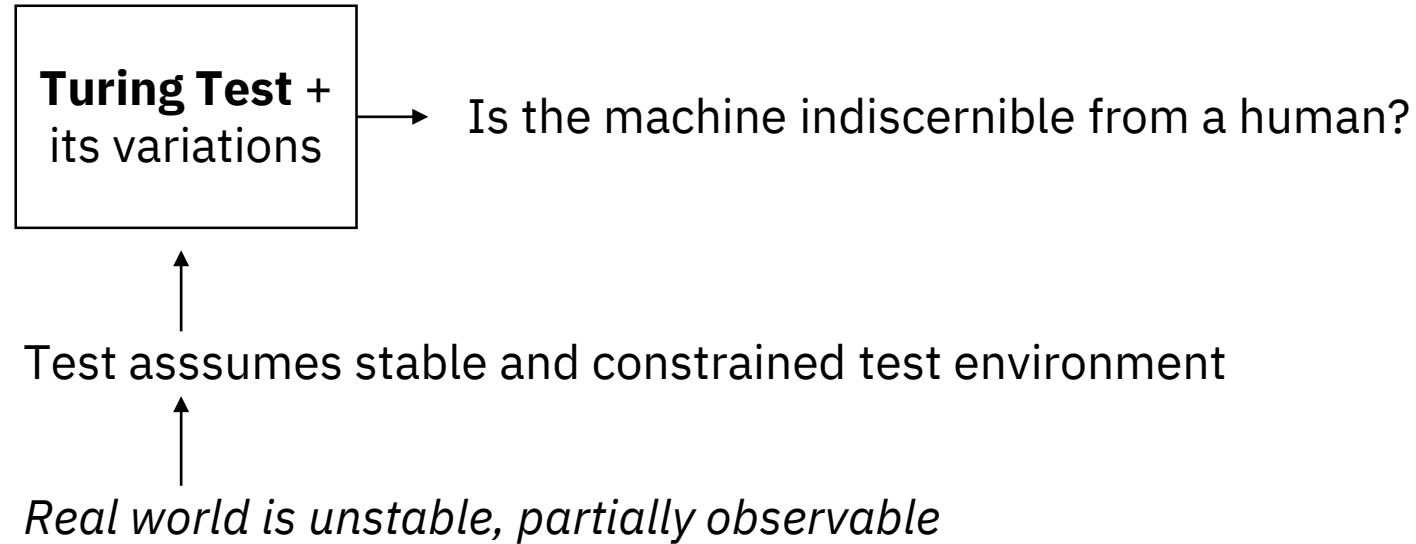 Turing Test +
its variations
Is the machine indiscernible from a human?
Test asssumes stable and constrained test environment
Real world is unstable, partially observable